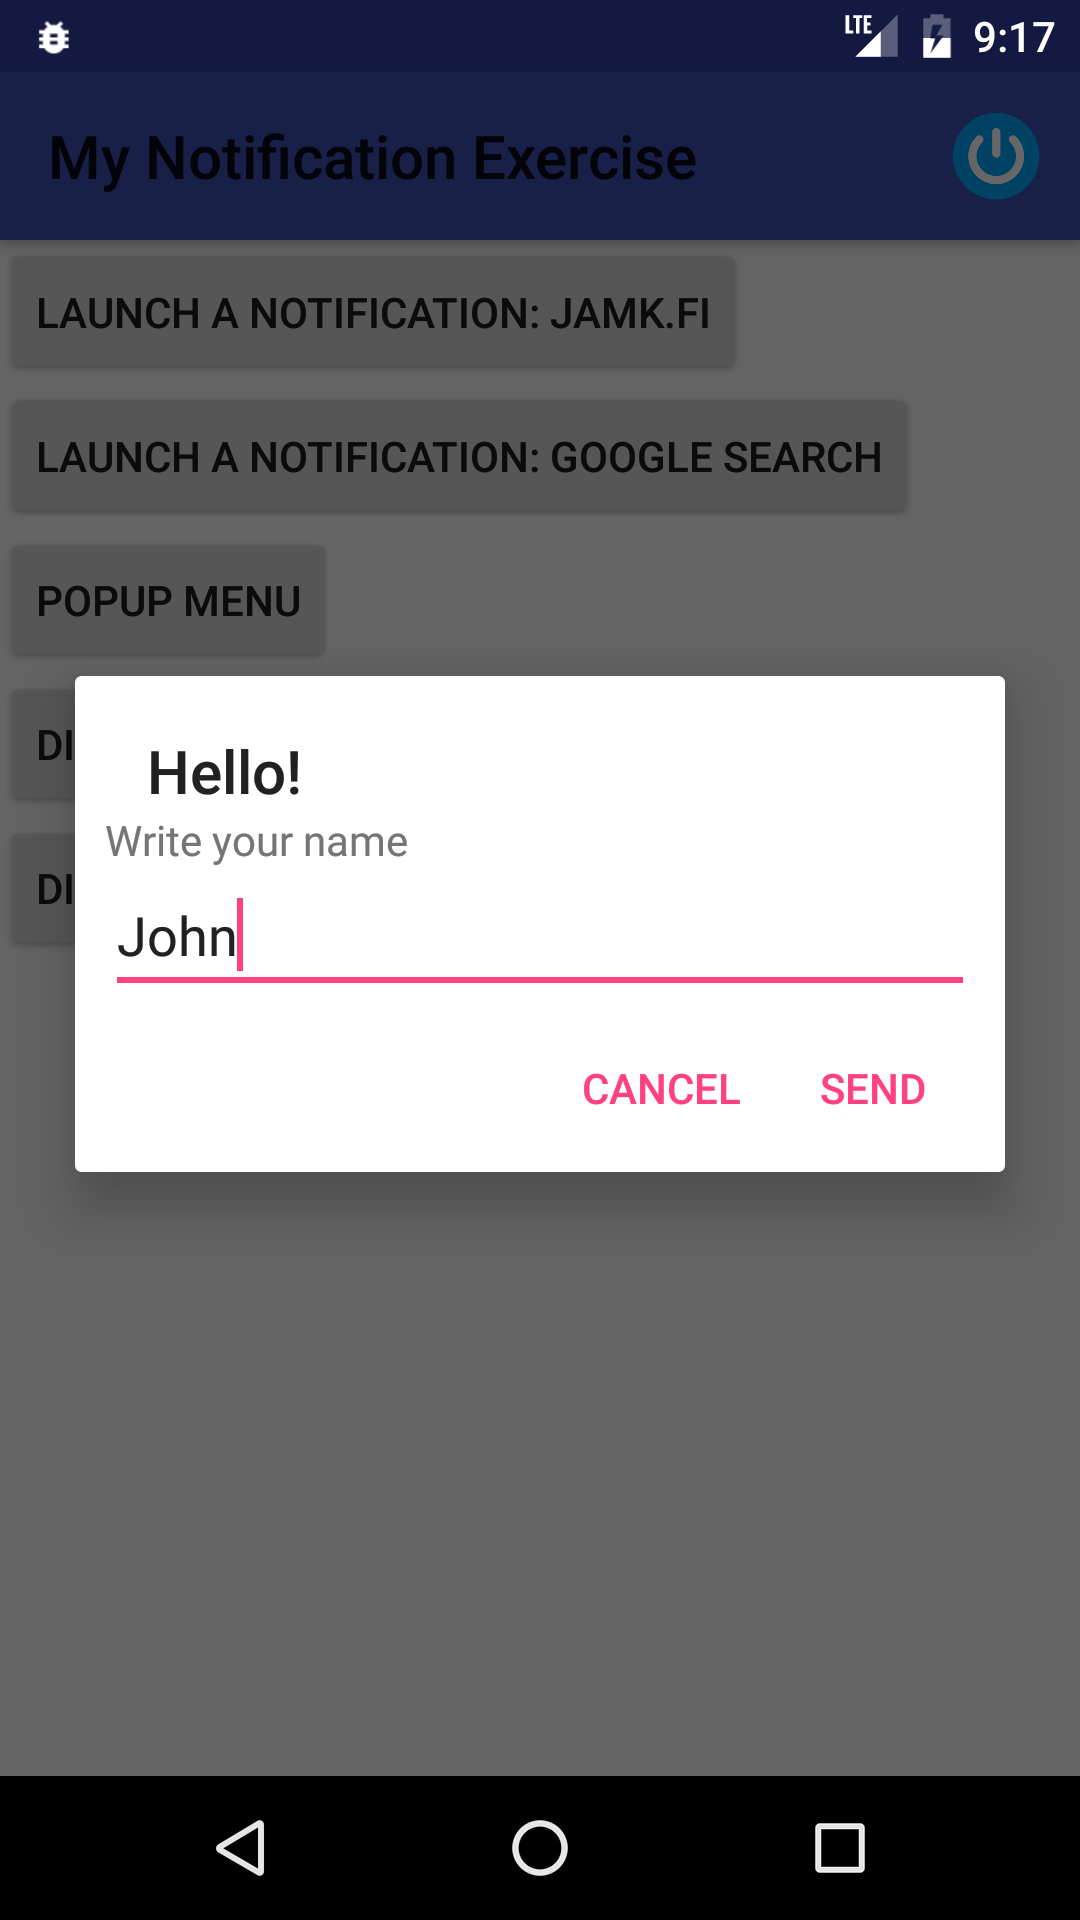 LTE 9:17
My Notification Exercise
LAUNCH A NOTIFICATION: JAMK.FI
LAUNCH A NOTIFICATION: GOOGLE SEARCH
POPUP MENU
DI
DI
Hello!
Write your name
John
CANCEL SEND